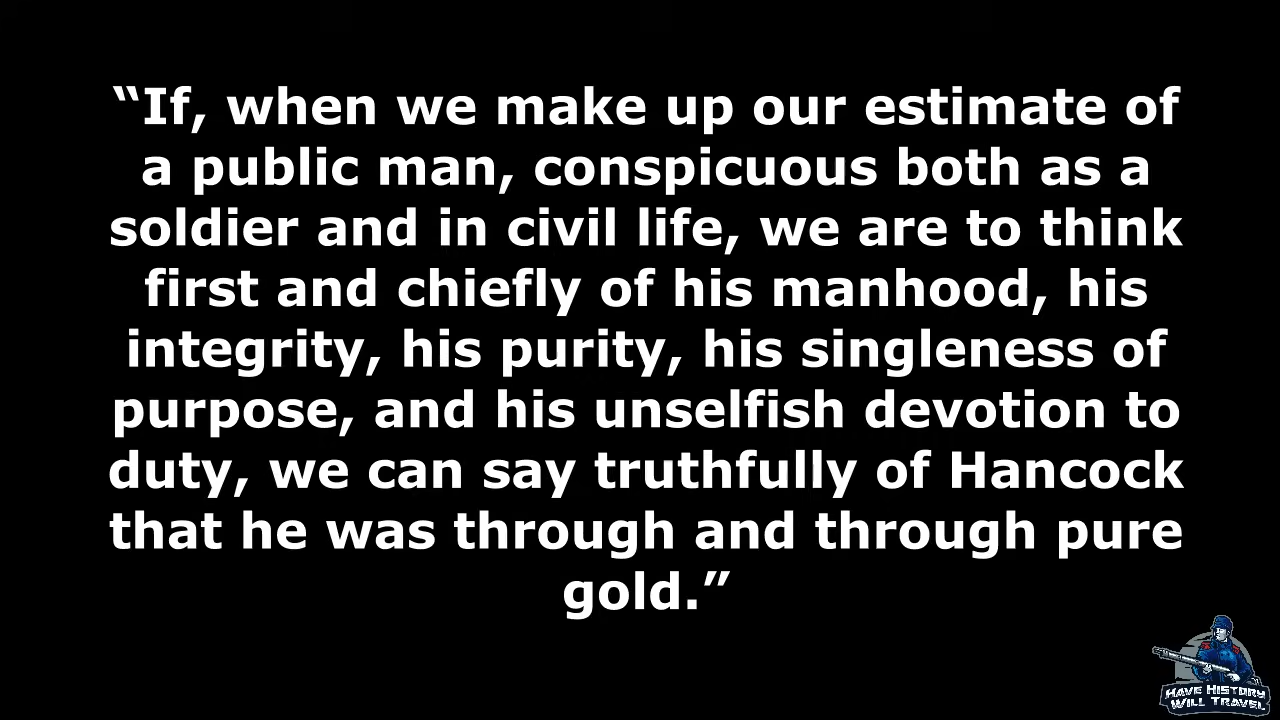 “If, when we make up our estimate of
a public man, conspicuous both as a
soldier and in civil life, we are to think
first and chiefly of his manhood, his
integrity, his purity, his singleness of
purpose, and his unselfish devotion to
duty, we can say truthfully of Hancock
that he was through and through pure
gold.”
HAVE HISTORY
WILL TRAVEL